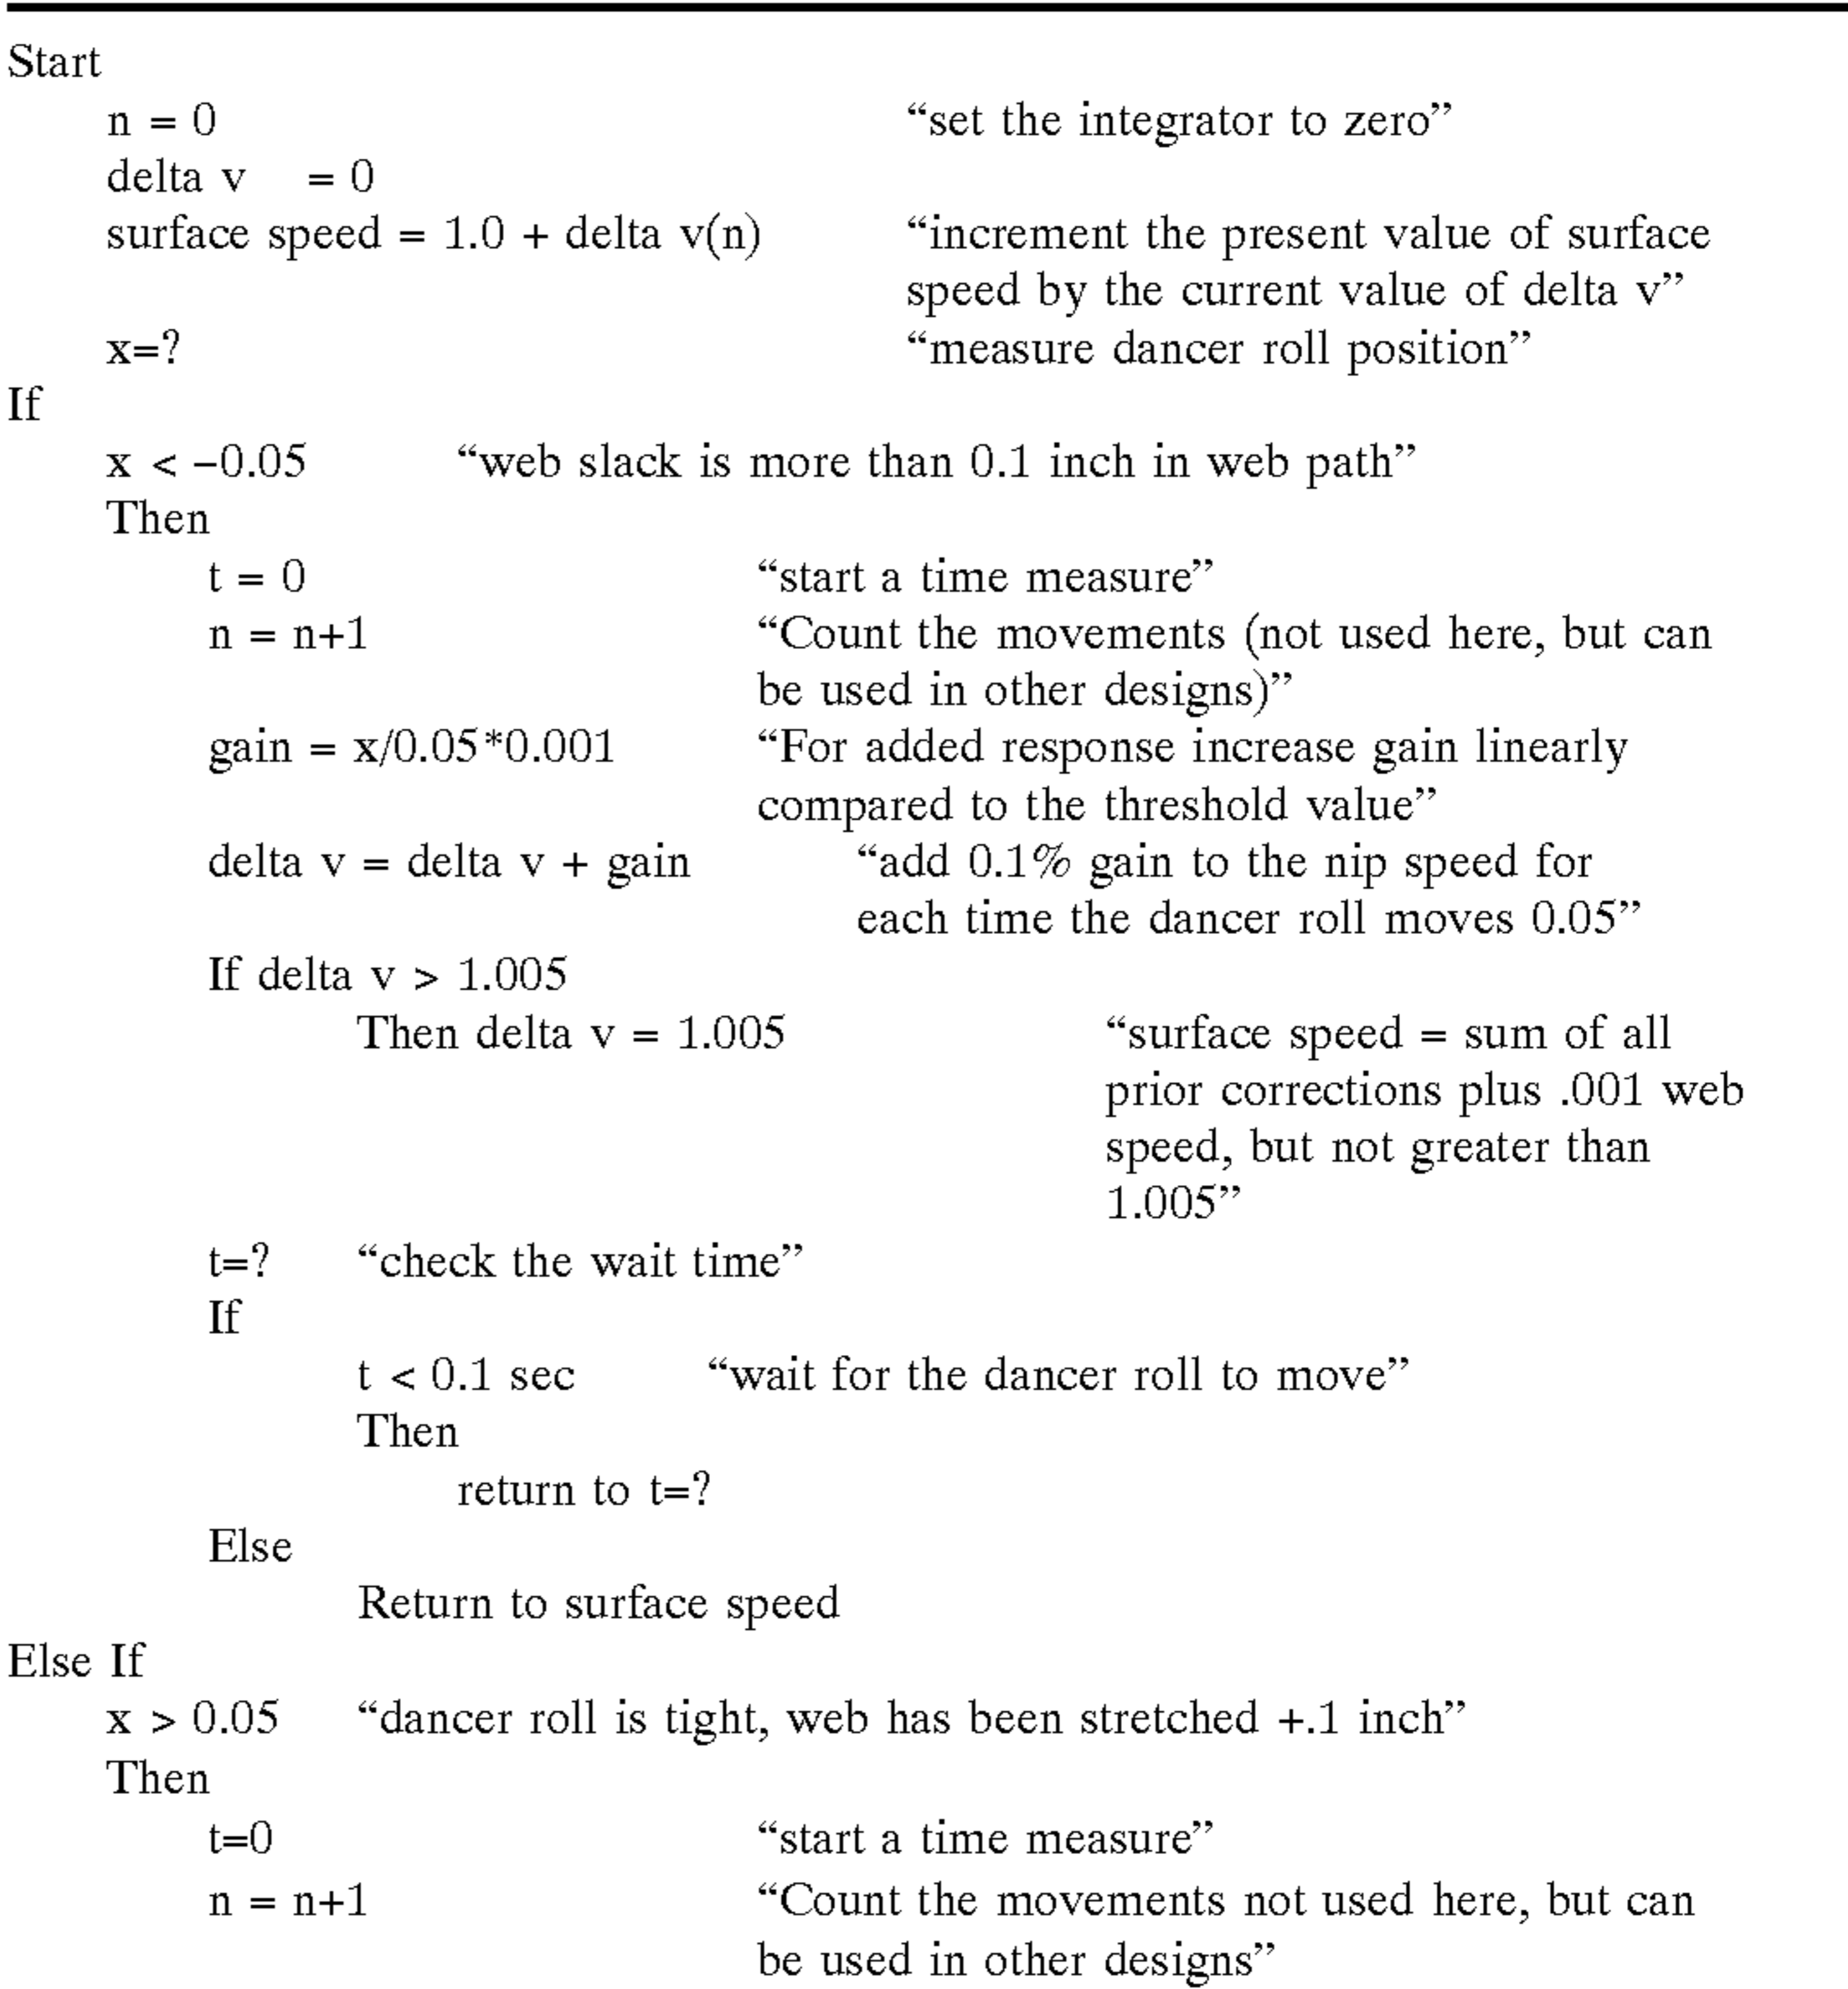 Start
n = 0 “set the integrator to zero”
delta v = 0
surface speed = 1.0 + delta v(n) “increment the present value of surface
speed by the current value of delta v”
x=? “measure dancer roll position”
If
x < −0.05 “web slack is more than 0.1 inch in web path”
Then
t = 0 “start a time measure”
n = n+1 “Count the movements (not used here, but can
be used in other designs)”
gain = x/0.05*0.001 “For added response increase gain linearly
compared to the threshold value”
delta v = delta v + gain “add 0.1% gain to the nip speed for
each time the dancer roll moves 0.05”
If delta v > 1.005
Then delta v = 1.005 “surface speed = sum of all
prior corrections plus .001 web
speed, but not greater than
1.005”
t=? “check the wait time”
If
t < 0.1 sec “wait for the dancer roll to move”
Then
return to t=?
Else
Return to surface speed
Else If
x > 0.05 “dancer roll is tight, web has been stretched +.1 inch”
Then
t=0 “start a time measure”
n = n+1 “Count the movements not used here, but can
be used in other designs”